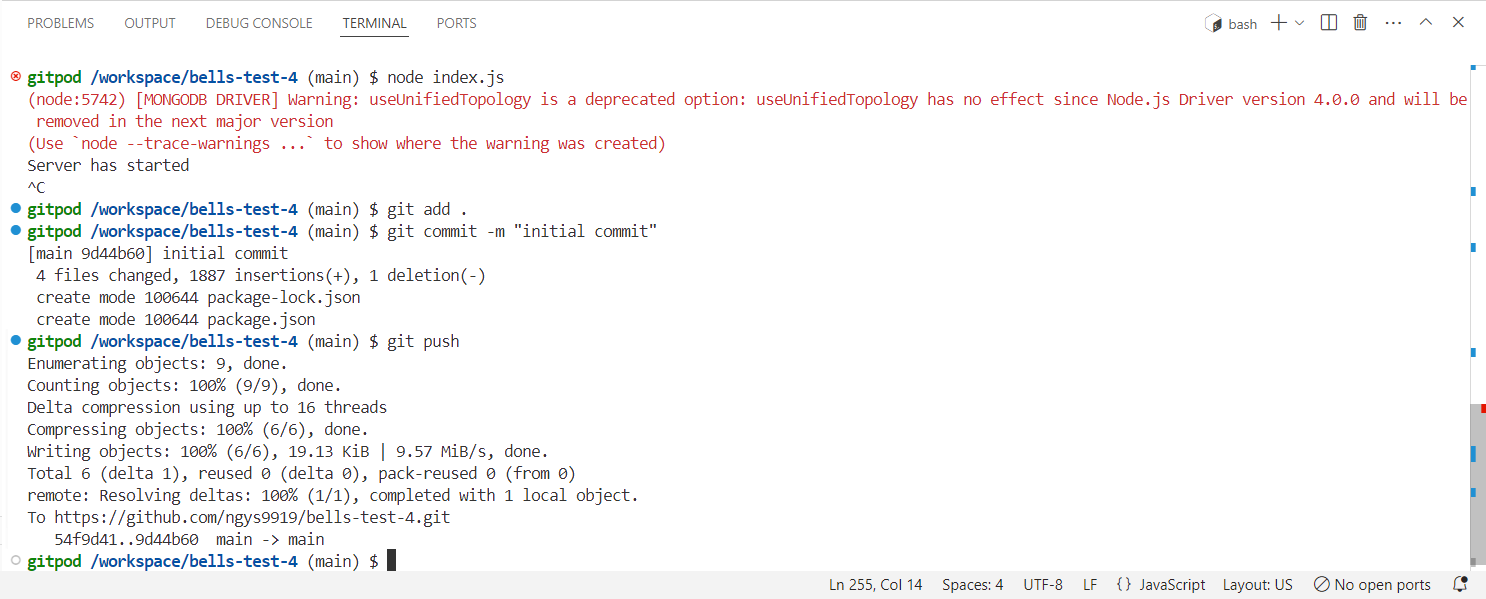 PROBLEMS OUTPUT DEBUG CONSOLE TERMINAL PORTS bash
gitpod /workspace/bells-test-4 (main) $ node index.js
(node:5742) [MONGODB DRIVER] Warning: useUnifiedTopology is a deprecated option: useUnifiedTopology has no effect since Node.js Driver version 4.0.0 and will be
removed in the next major version
(Use `node --trace-warnings ...` to show where the warning was created)
Server has started
^C
gitpod /workspace/bells-test-4 (main) $ git add .
gitpod /workspace/bells-test-4 (main) $ git commit -m "initial commit"
[main 9d44b60] initial commit
4 files changed, 1887 insertions(+), 1 deletion(-)
create mode 100644 package-lock.json
create mode 100644 package.json
gitpod /workspace/bells-test-4 (main) $ git push
Enumerating objects: 9, done.
Counting objects: 100% (9/9), done.
Delta compression using up to 16 threads
Compressing objects: 100% (6/6), done.
Writing objects: 100% (6/6), 19.13 KiB | 9.57 MiB/s, done.
Total 6 (delta 1), reused 0 (delta 0), pack-reused 0 (from 0)
remote: Resolving deltas: 100% (1/1), completed with 1 local object.
To https://github.com/ngys9919/bells-test-4.git
54f9d41..9d44b60  main -> main
gitpod /workspace/bells-test-4 (main) $
Ln 255, Col 14 Spaces: 4 UTF-8 LF {} JavaScript Layout: US No open ports